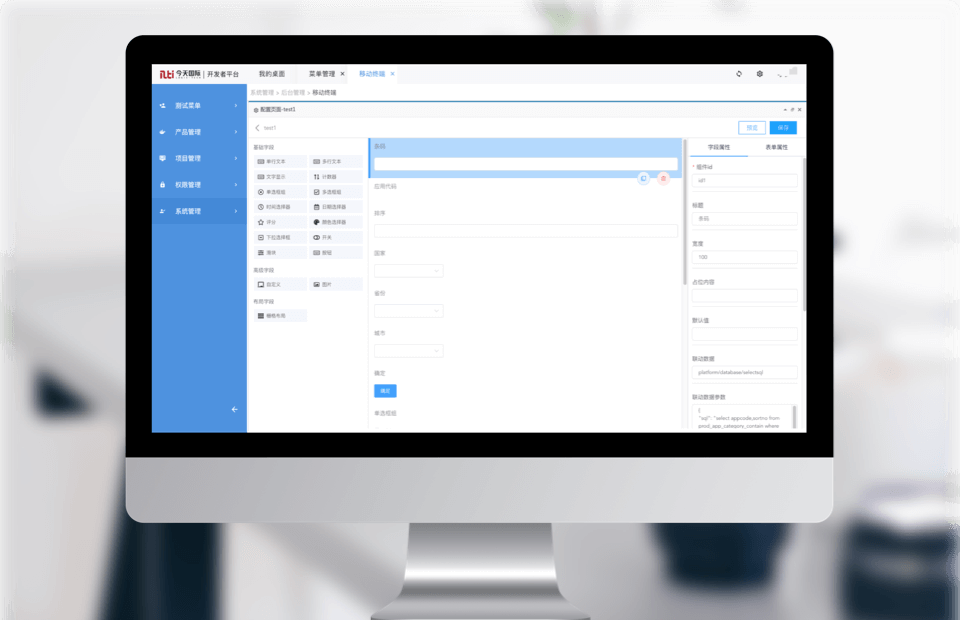 今天国际 | 开发者平台
我的桌面
菜单管理 ×
移动终端 ×
系统管理 > 后台管理 > 移动终端
测试菜单
产品管理
项目管理
权限管理
系统管理
配置页面-test1
test1
预览
保存
基础字段
单行文本
多行文本
文字显示
计数器
单选框组
多选框组
时间选择器
日期选择器
评分
颜色选择器
下拉选择框
开关
滑块
按钮
高级字段
自定义
图片
布局字段
栅格布局
条码
应用代码
排序
国家
省份
城市
确定
确定
单选框组
字段属性
表单属性
* 组件id
id1
标题
条码
宽度
100
占位内容
默认值
联动数据
platform/database/selectsql
联动数据参数
{
"sql": "select appcode,sortno from
prod_app_category_contain where